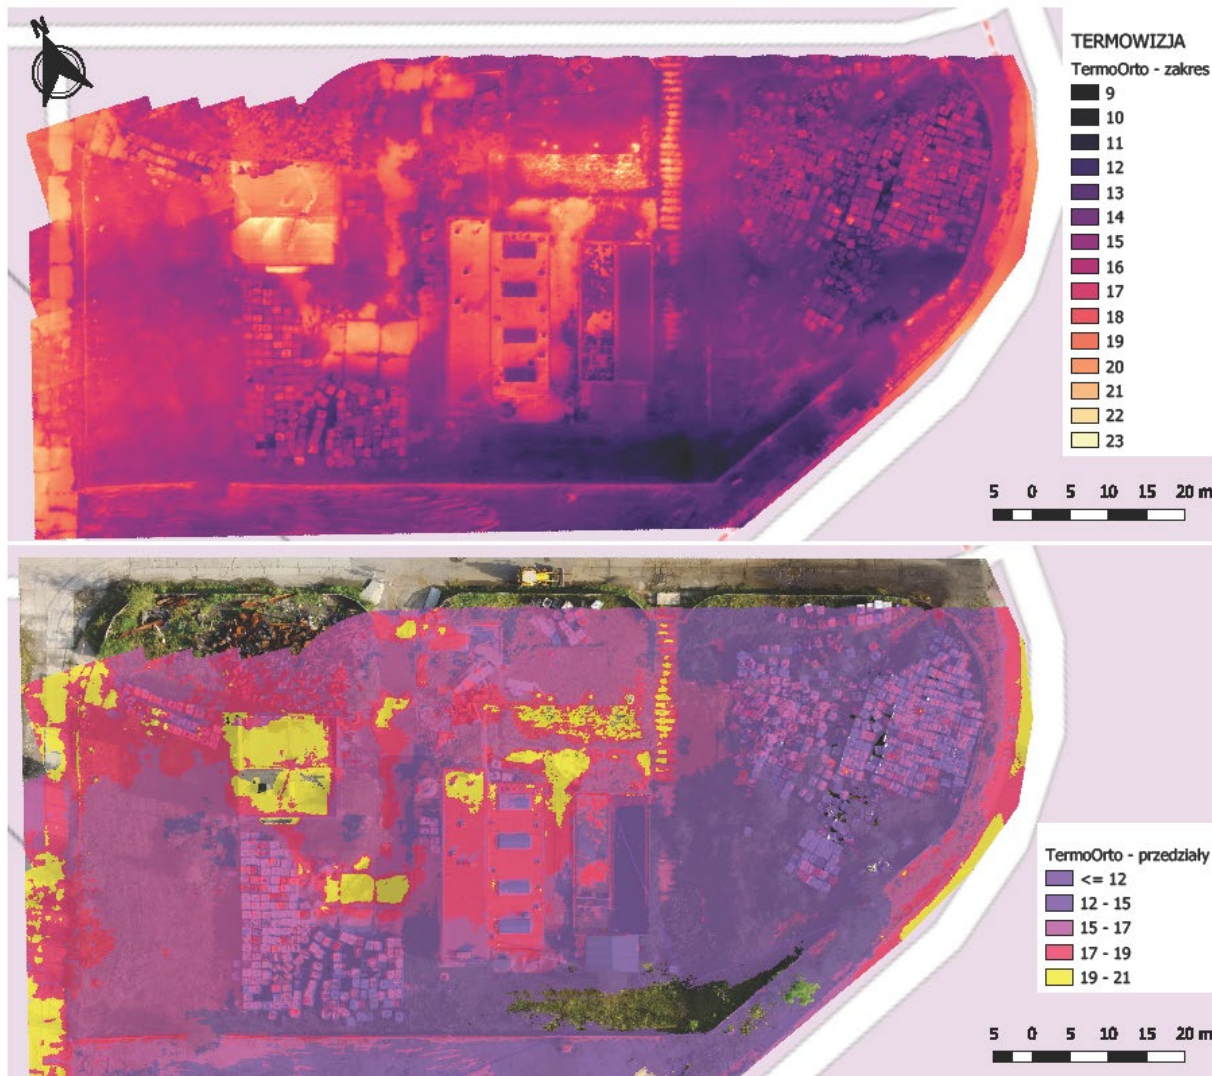 N
TERMOWIZJA
TermoOrto - zakres
9
10
11
12
13
14
15
16
17
18
19
20
21
22
23
5 0 5 10 15 20 m
TermoOrto - przedziały
<= 12
12 - 15
15 - 17
17 - 19
19 - 21
5 0 5 10 15 20 m